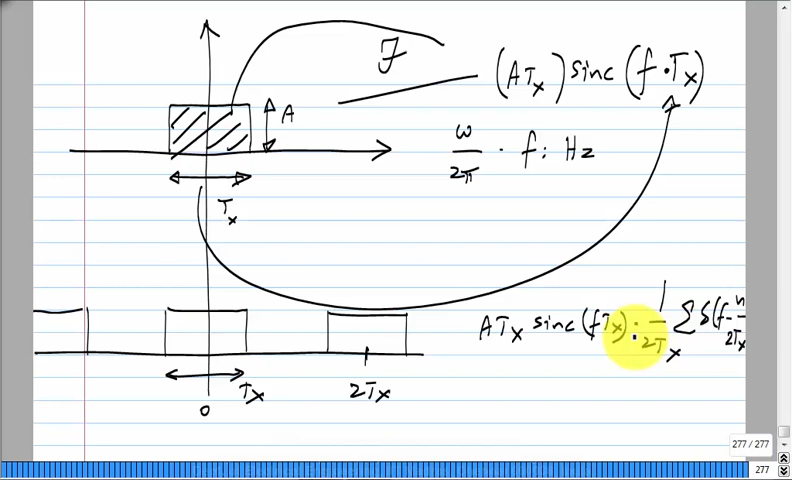 ℱ
(ATx) sinc (f·Tx)
A
ω/2π · f: Hz
Tx
ATx sinc(fTx) · 1/2Tx Σ δ(f-n/2Tx
Tx
2Tx
0
277 / 277
277